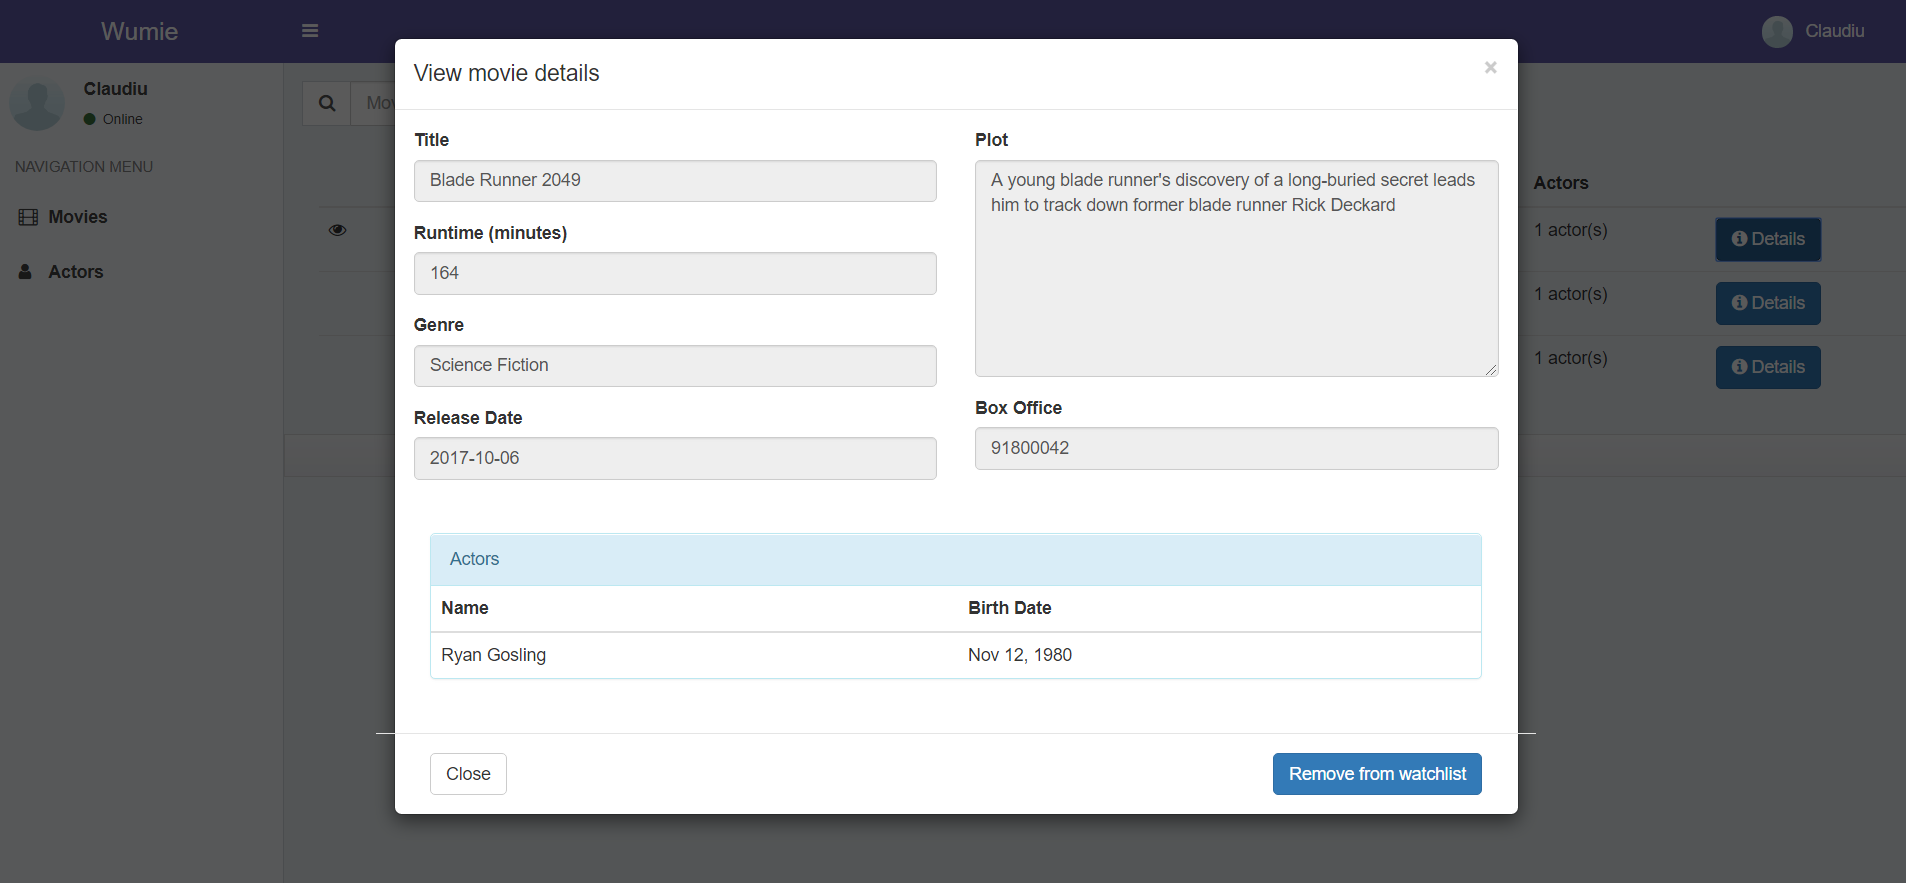 Wumie
Claudiu
Claudiu
Online
NAVIGATION MENU
Movies
Actors
View movie details
×
Title
Blade Runner 2049
Runtime (minutes)
164
Genre
Science Fiction
Release Date
2017-10-06
Plot
A young blade runner's discovery of a long-buried secret leads
him to track down former blade runner Rick Deckard
Box Office
91800042
Actors
Name Birth Date
Ryan Gosling Nov 12, 1980
Close
Remove from watchlist
Actors
1 actor(s) Details
1 actor(s) Details
1 actor(s) Details